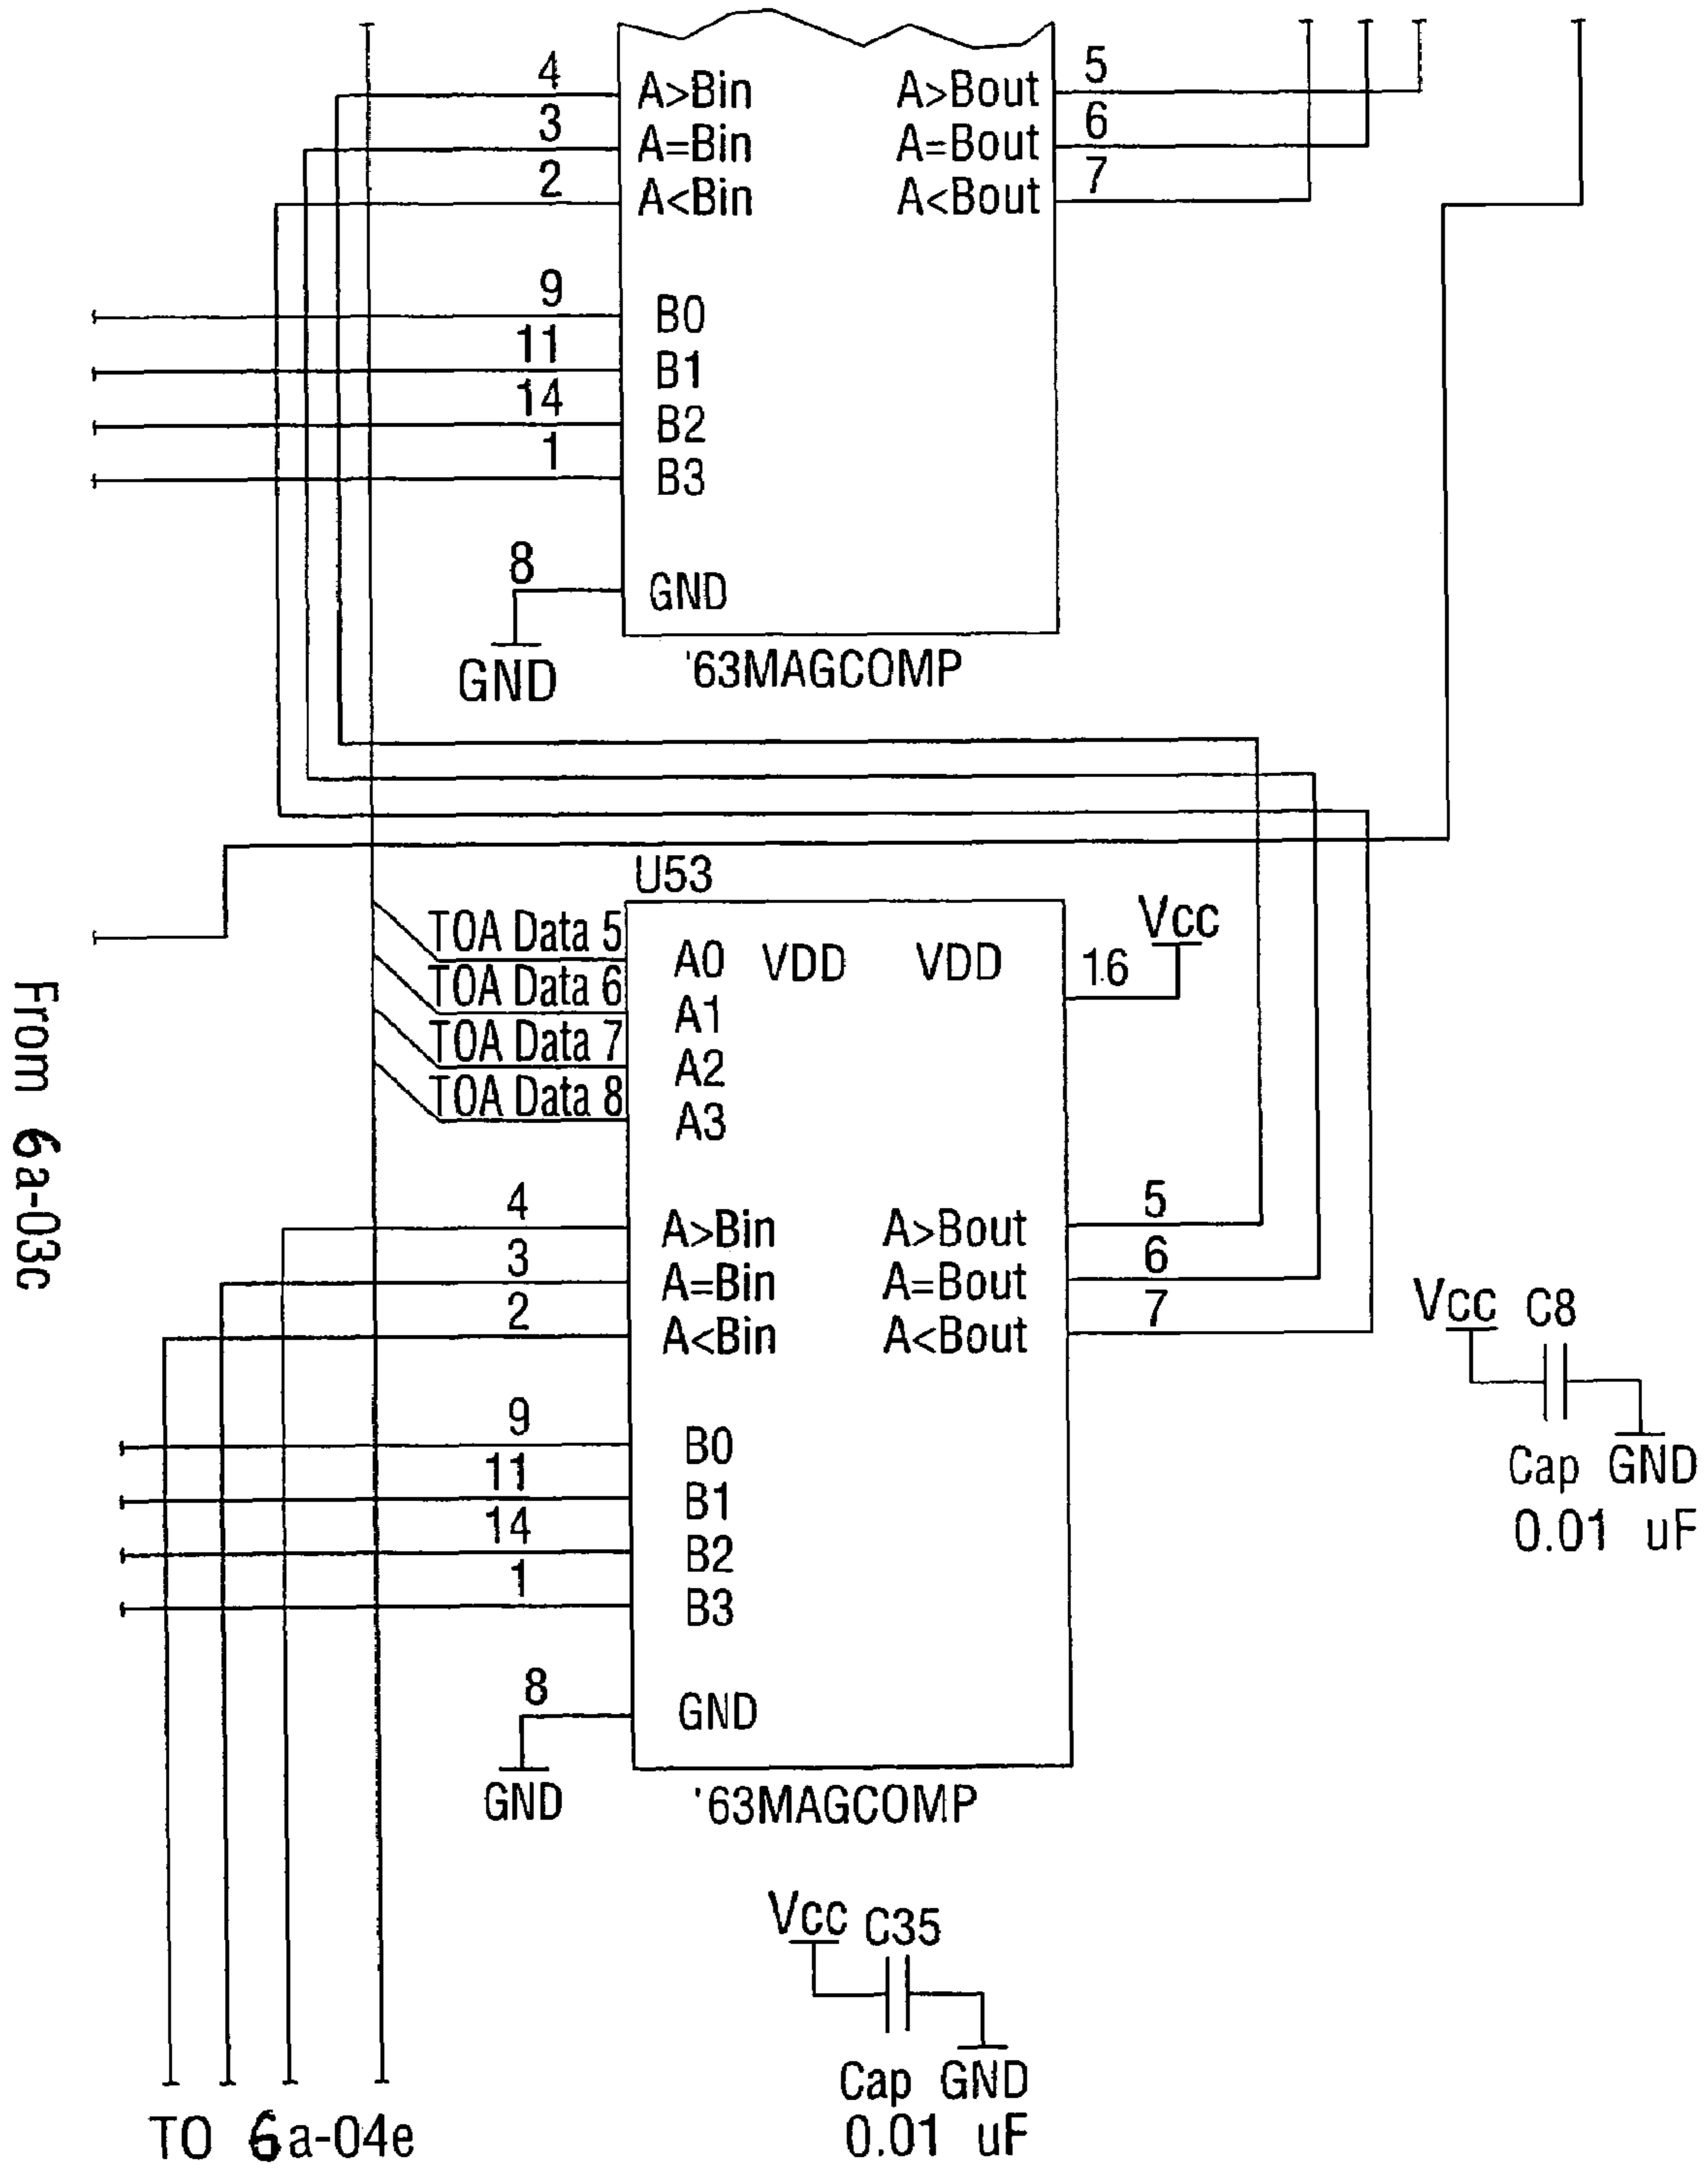 4 A>Bin A>Bout 5
3 A=Bin A=Bout 6
2 A<Bin A<Bout 7
9 B0
11 B1
14 B2
1 B3
8 GND
GND
'63MAGCOMP
U53
TOA Data 5 A0 VDD VDD 16 Vcc
TOA Data 6 A1
TOA Data 7 A2
TOA Data 8 A3
From 6a-03c
4 A>Bin A>Bout 5
3 A=Bin A=Bout 6
2 A<Bin A<Bout 7
Vcc C8
Cap GND
0.01 uF
9 B0
11 B1
14 B2
1 B3
8 GND
GND
'63MAGCOMP
Vcc C35
Cap GND
0.01 uF
TO 6a-04e